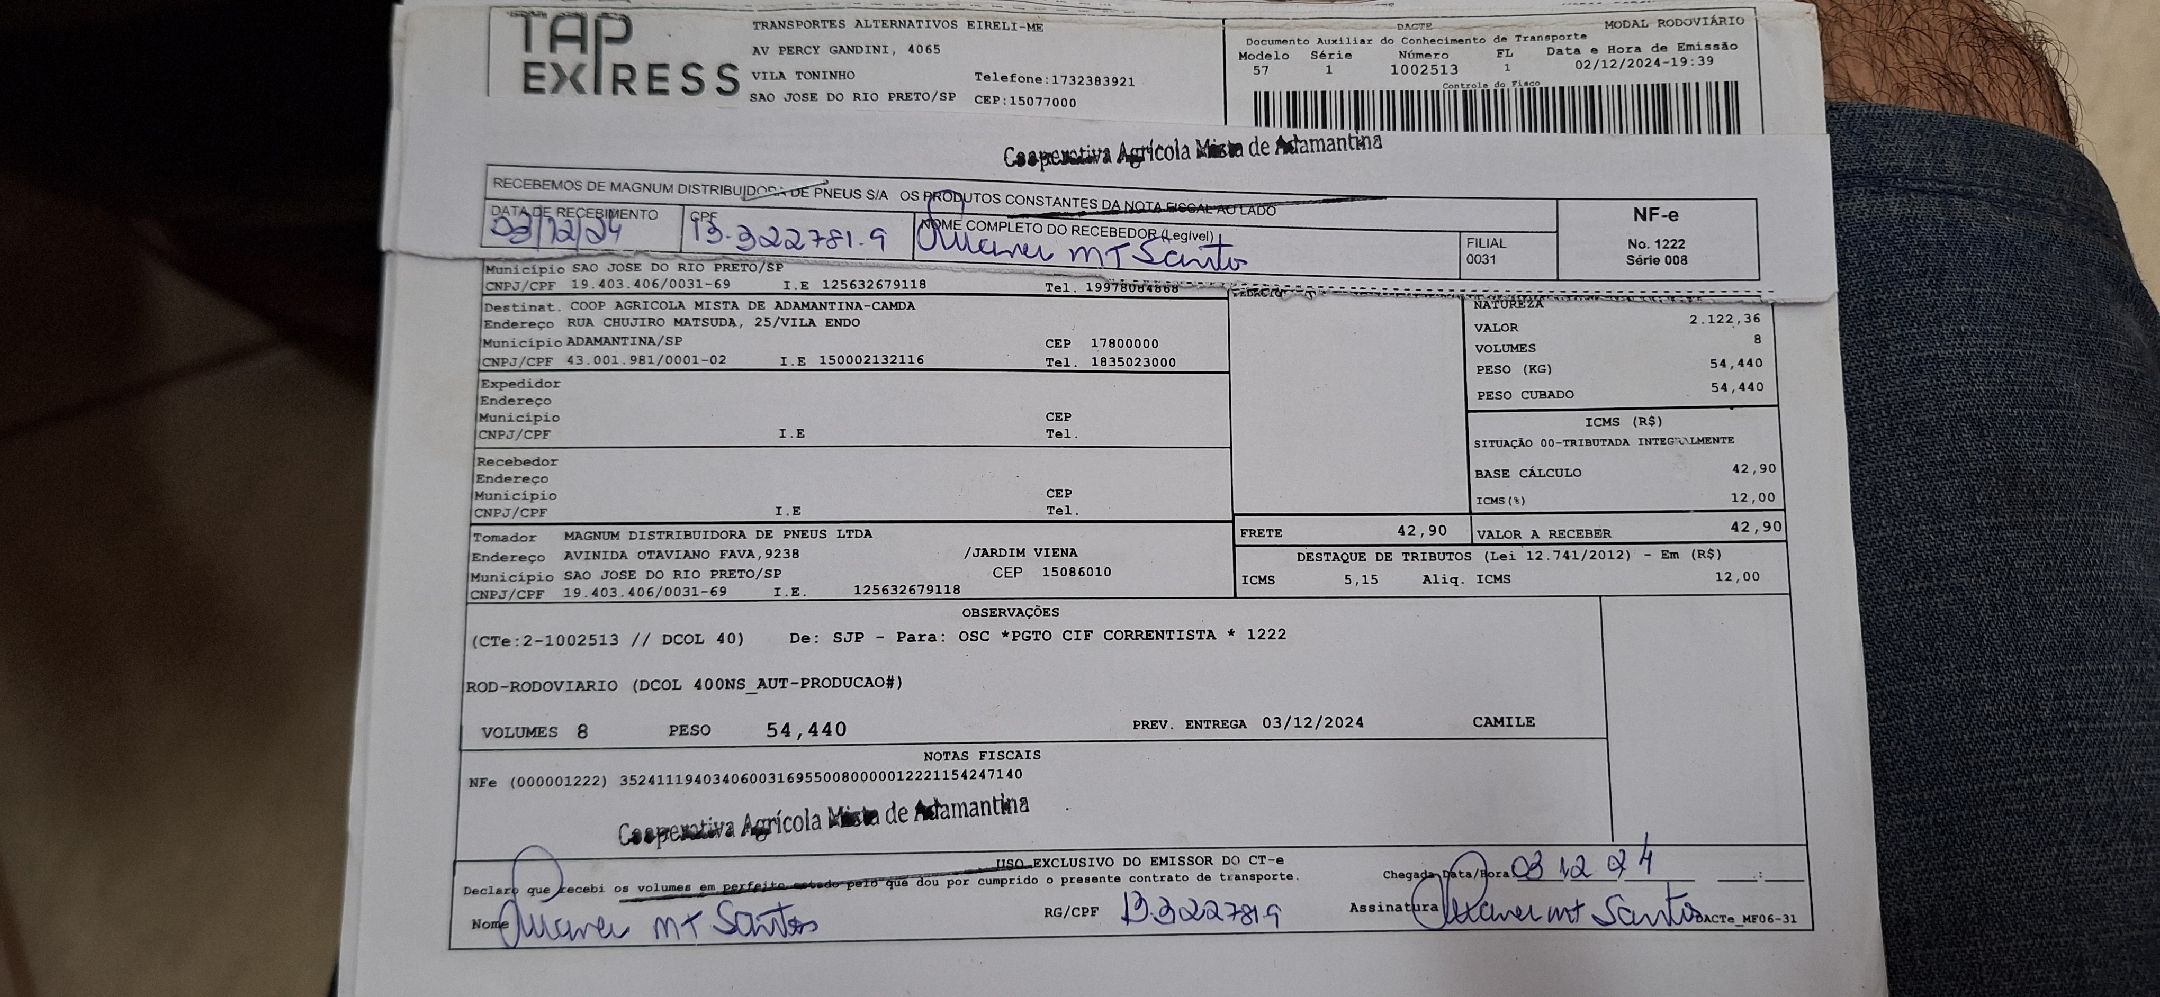 TAP EXPRESS
TRANSPORTES ALTERNATIVOS EIRELI-ME
AV PERCY GANDINI, 4065
VILA TONINHO Telefone:1732383921
SAO JOSE DO RIO PRETO/SP CEP:15077000
DACTE MODAL RODOVIÁRIO
Documento Auxiliar do Conhecimento de Transporte
Modelo Série Número FL Data e Hora de Emissão
57 1 1002513 1 02/12/2024-19:39
Controle do Fisco
Cooperativa Agrícola Mista de Adamantina
RECEBEMOS DE MAGNUM DISTRIBUIDORA DE PNEUS S/A OS PRODUTOS CONSTANTES DA NOTA FISCAL AO LADO
DATA DE RECEBIMENTO CPF NOME COMPLETO DO RECEBEDOR (Legível)
03/12/24 13.322781.9 MT Santos
FILIAL
0031
NF-e
No. 1222
Série 008
Município SAO JOSE DO RIO PRETO/SP
CNPJ/CPF 19.403.406/0031-69 I.E 125632679118 Tel. 19978084868
Destinat. COOP AGRICOLA MISTA DE ADAMANTINA-CAMDA
Endereço RUA CHUJIRO MATSUDA, 25/VILA ENDO
Município ADAMANTINA/SP CEP 17800000
CNPJ/CPF 43.001.981/0001-02 I.E 150002132116 Tel. 1835023000
Expedidor
Endereço
Município CEP
CNPJ/CPF I.E Tel.
Recebedor
Endereço
Município CEP
CNPJ/CPF I.E Tel.
NATUREZA
VALOR 2.122,36
VOLUMES 8
PESO (KG) 54,440
PESO CUBADO 54,440
ICMS (R$)
SITUAÇÃO 00-TRIBUTADA INTEGRALMENTE
BASE CÁLCULO 42,90
ICMS(%) 12,00
FRETE 42,90 VALOR A RECEBER 42,90
Tomador MAGNUM DISTRIBUIDORA DE PNEUS LTDA
Endereço AVINIDA OTAVIANO FAVA,9238 /JARDIM VIENA
Município SAO JOSE DO RIO PRETO/SP CEP 15086010
CNPJ/CPF 19.403.406/0031-69 I.E. 125632679118
DESTAQUE DE TRIBUTOS (Lei 12.741/2012) - Em (R$)
ICMS 5,15 Aliq. ICMS 12,00
OBSERVAÇÕES
(CTe:2-1002513 // DCOL 40) De: SJP - Para: OSC *PGTO CIF CORRENTISTA * 1222
ROD-RODOVIARIO (DCOL 400NS_AUT-PRODUCAO#)
VOLUMES 8 PESO 54,440 PREV. ENTREGA 03/12/2024 CAMILE
NOTAS FISCAIS
NFe (000001222) 35241119403406003169550080000012221154247140
Cooperativa Agrícola Mista de Adamantina
USO EXCLUSIVO DO EMISSOR DO CT-e
Declaro que recebi os volumes em perfeito estado pelo que dou por cumprido o presente contrato de transporte.
Chegada Data/Hora 03 12 24 __:__
Nome MT Santos RG/CPF 13.322781.9 Assinatura MT Santos
DACTe_MF06-31